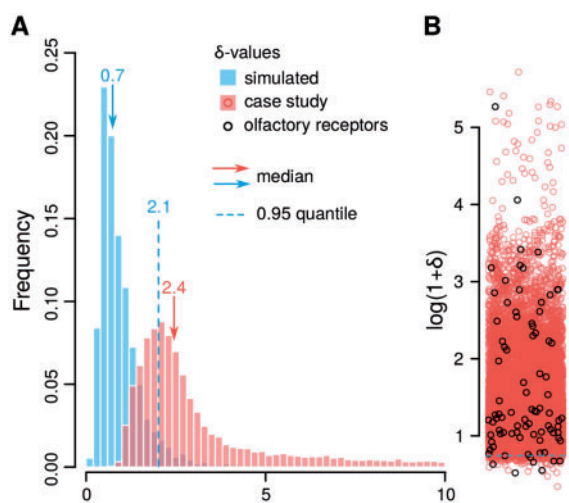 A
B
0.25
0.20
0.15
0.10
0.05
0.00
Frequency
0.7
2.1
2.4
δ-values
simulated
case study
olfactory receptors
median
0.95 quantile
0
5
10
log(1+δ)
5
4
3
2
1